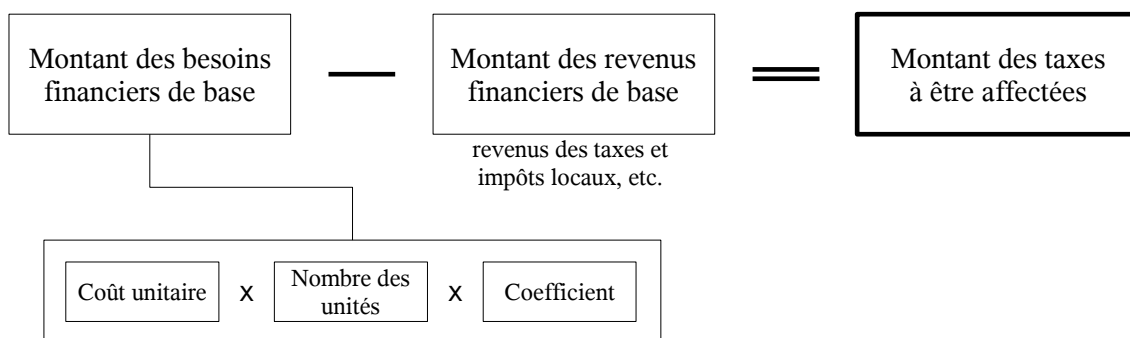 Montant des besoins
financiers de base
Montant des revenus
financiers de base
Montant des taxes
à être affectées
revenus des taxes et
impôts locaux, etc.
Coût unitaire
x
Nombre des
unités
x
Coefficient